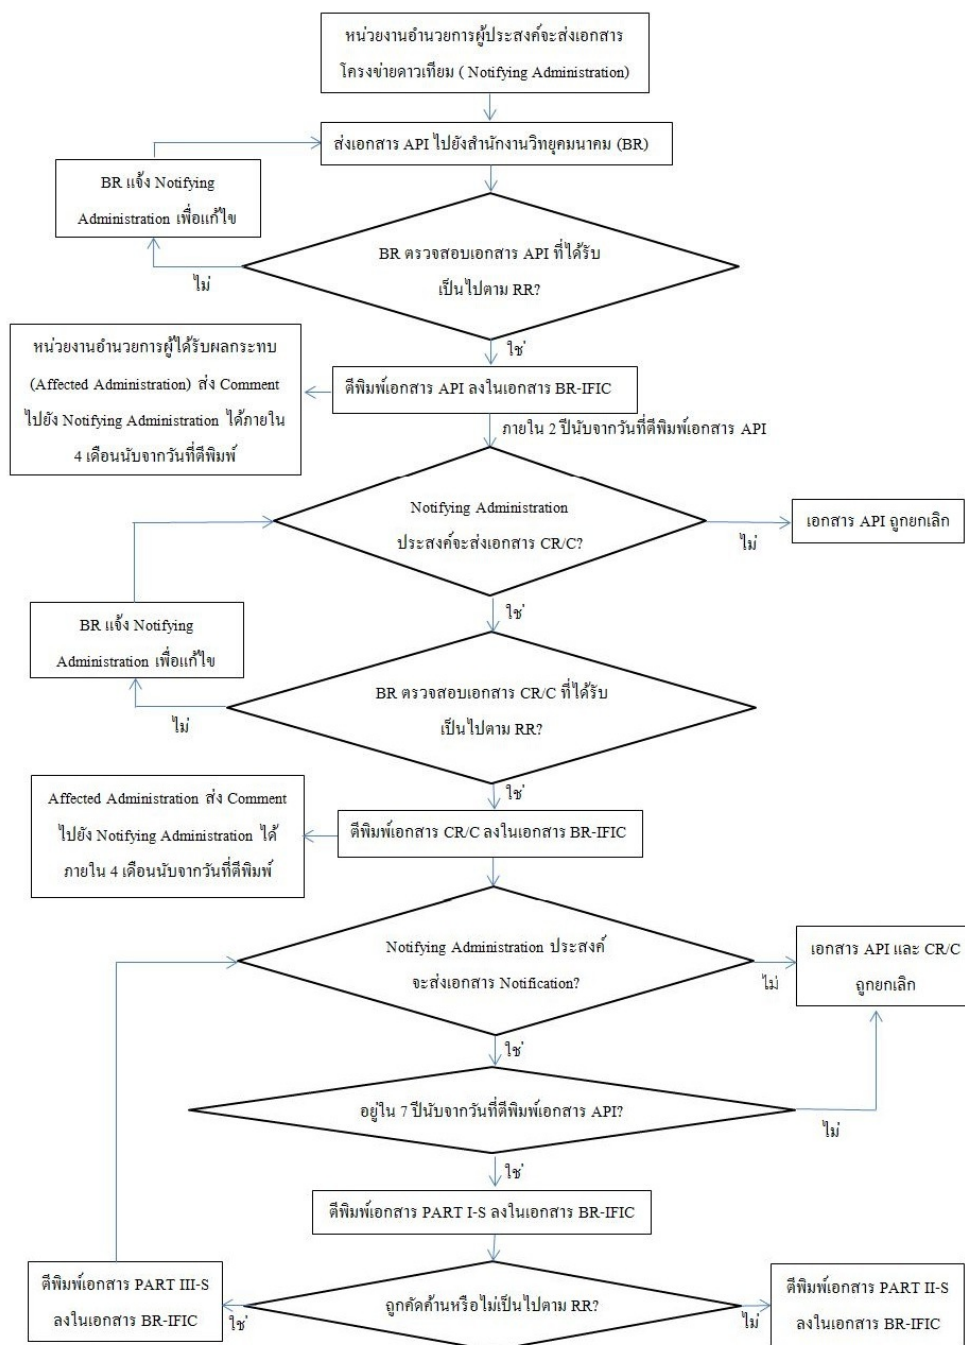 หน่วยงานอำนวยการผู้ประสงค์จะส่งเอกสาร
โครงข่ายดาวเทียม ( Notifying Administration)
ส่งเอกสาร API ไปยังสำนักงานวิทยุคมนาคม (BR)
BR แจ้ง Notifying
Administration เพื่อแก้ไข
BR ตรวจสอบเอกสาร API ที่ได้รับ
เป็นไปตาม RR?
ไม่
ใช่
หน่วยงานอำนวยการผู้ได้รับผลกระทบ
(Affected Administration) ส่ง Comment
ไปยัง Notifying Administration ได้ภายใน
4 เดือนนับจากวันที่ตีพิมพ์
ตีพิมพ์เอกสาร API ลงในเอกสาร BR-IFIC
ภายใน 2 ปีนับจากวันที่ตีพิมพ์เอกสาร API
Notifying Administration
ประสงค์จะส่งเอกสาร CR/C?
ไม่
เอกสาร API ถูกยกเลิก
ใช่
BR แจ้ง Notifying
Administration เพื่อแก้ไข
BR ตรวจสอบเอกสาร CR/C ที่ได้รับ
เป็นไปตาม RR?
ไม่
ใช่
Affected Administration ส่ง Comment
ไปยัง Notifying Administration ได้
ภายใน 4 เดือนนับจากวันที่ตีพิมพ์
ตีพิมพ์เอกสาร CR/C ลงในเอกสาร BR-IFIC
Notifying Administration ประสงค์
จะส่งเอกสาร Notification?
ไม่
เอกสาร API และ CR/C
ถูกยกเลิก
ใช่
อยู่ใน 7 ปีนับจากวันที่ตีพิมพ์เอกสาร API?
ไม่
ใช่
ตีพิมพ์เอกสาร PART I-S ลงในเอกสาร BR-IFIC
ตีพิมพ์เอกสาร PART III-S
ลงในเอกสาร BR-IFIC
ใช่
ถูกคัดค้านหรือไม่เป็นไปตาม RR?
ไม่
ตีพิมพ์เอกสาร PART II-S
ลงในเอกสาร BR-IFIC